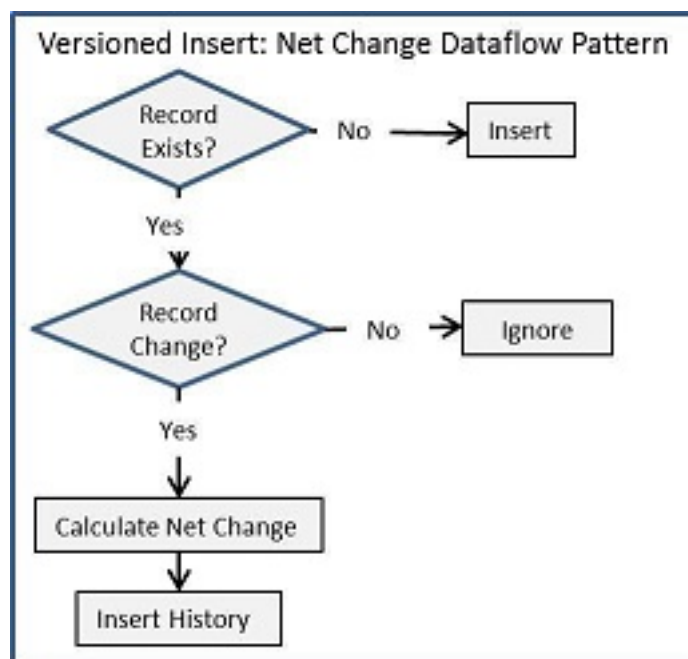 Versioned Insert: Net Change Dataflow Pattern
Record
Exists?
No
Insert
Yes
Record
Change?
No
Ignore
Yes
Calculate Net Change
Insert History